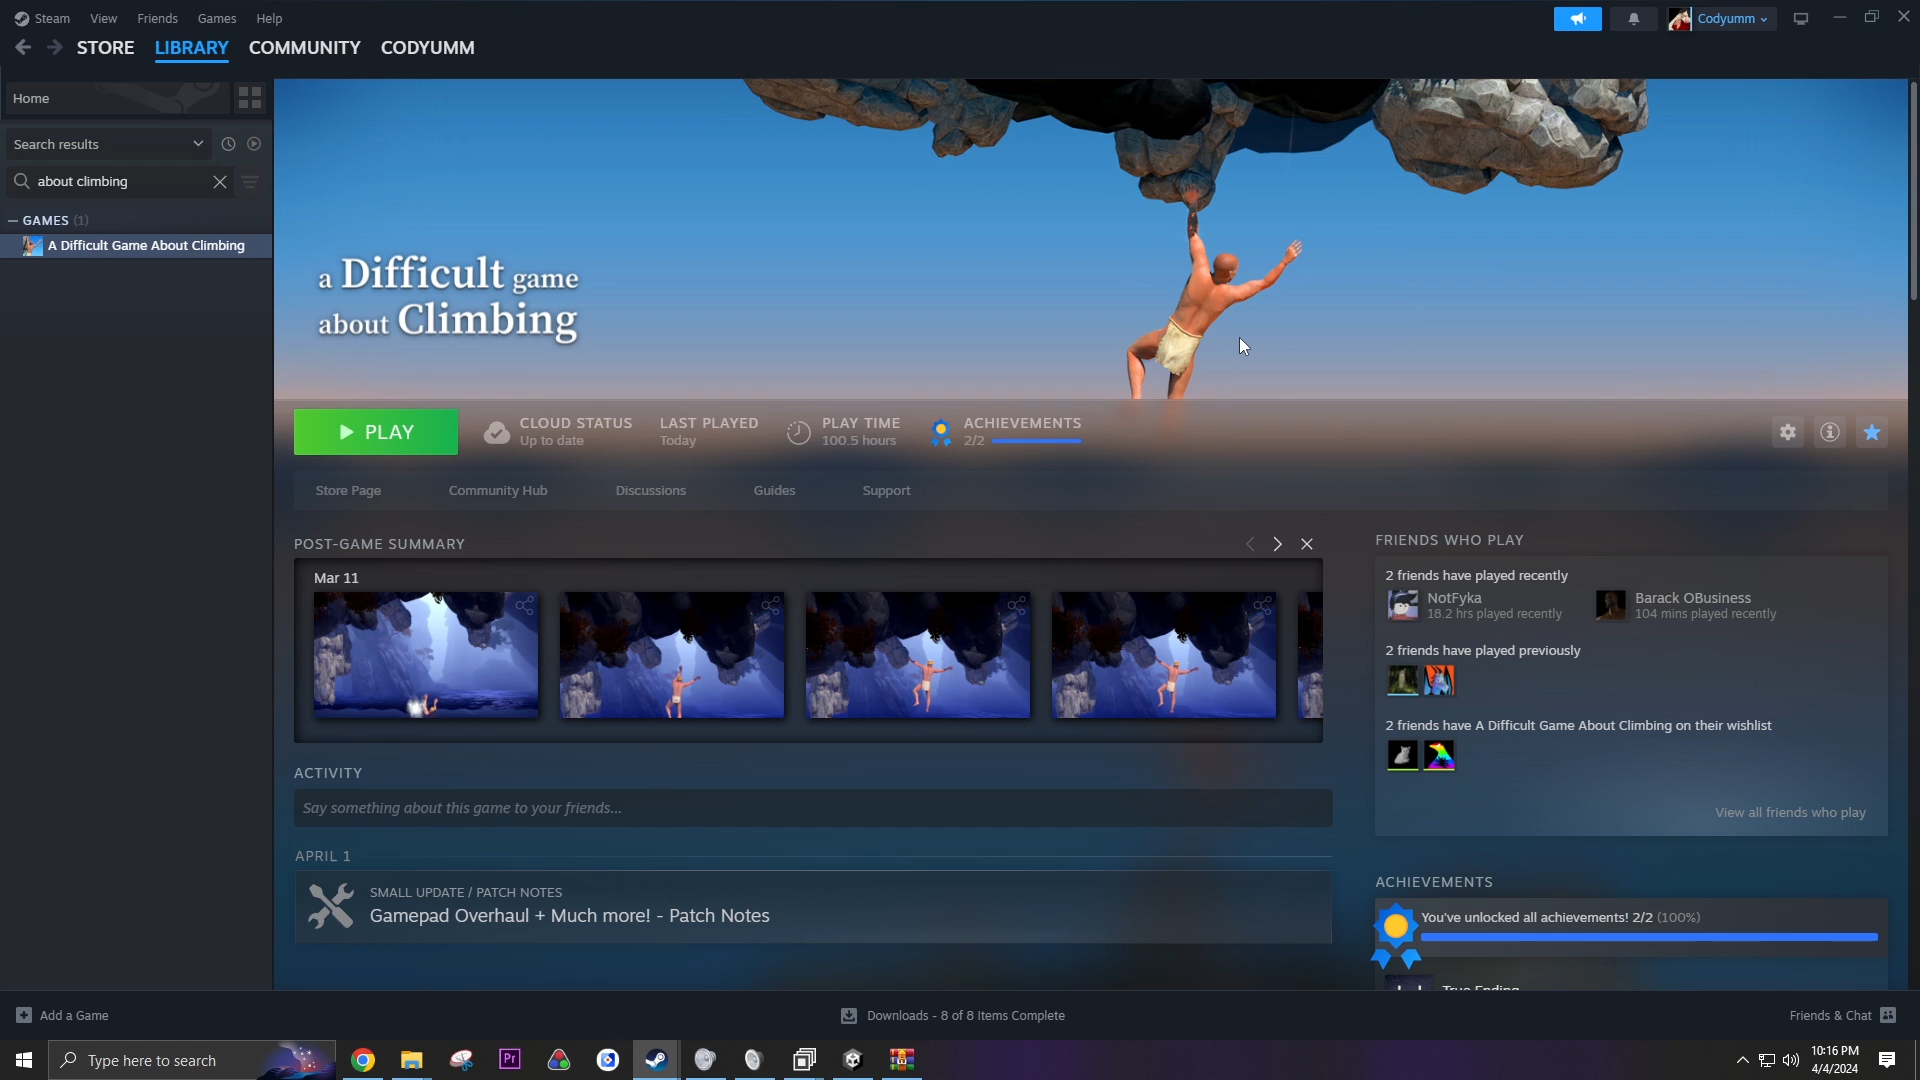 Steam View Friends Games Help
Codyumm
STORE LIBRARY COMMUNITY CODYUMM
Home
Search results
about climbing
GAMES (1)
A Difficult Game About Climbing
a Difficult game
about Climbing
PLAY
CLOUD STATUS
Up to date
LAST PLAYED
Today
PLAY TIME
100.5 hours
ACHIEVEMENTS
2/2
Store Page Community Hub Discussions Guides Support
POST-GAME SUMMARY
Mar 11
ACTIVITY
Say something about this game to your friends...
APRIL 1
SMALL UPDATE / PATCH NOTES
Gamepad Overhaul + Much more! - Patch Notes
FRIENDS WHO PLAY
2 friends have played recently
NotFyka
18.2 hrs played recently
Barack OBusiness
104 mins played recently
2 friends have played previously
2 friends have A Difficult Game About Climbing on their wishlist
View all friends who play
ACHIEVEMENTS
You've unlocked all achievements! 2/2 (100%)
True Ending
Add a Game
Downloads - 8 of 8 Items Complete
Friends & Chat
Type here to search
Pr
10:16 PM
4/4/2024